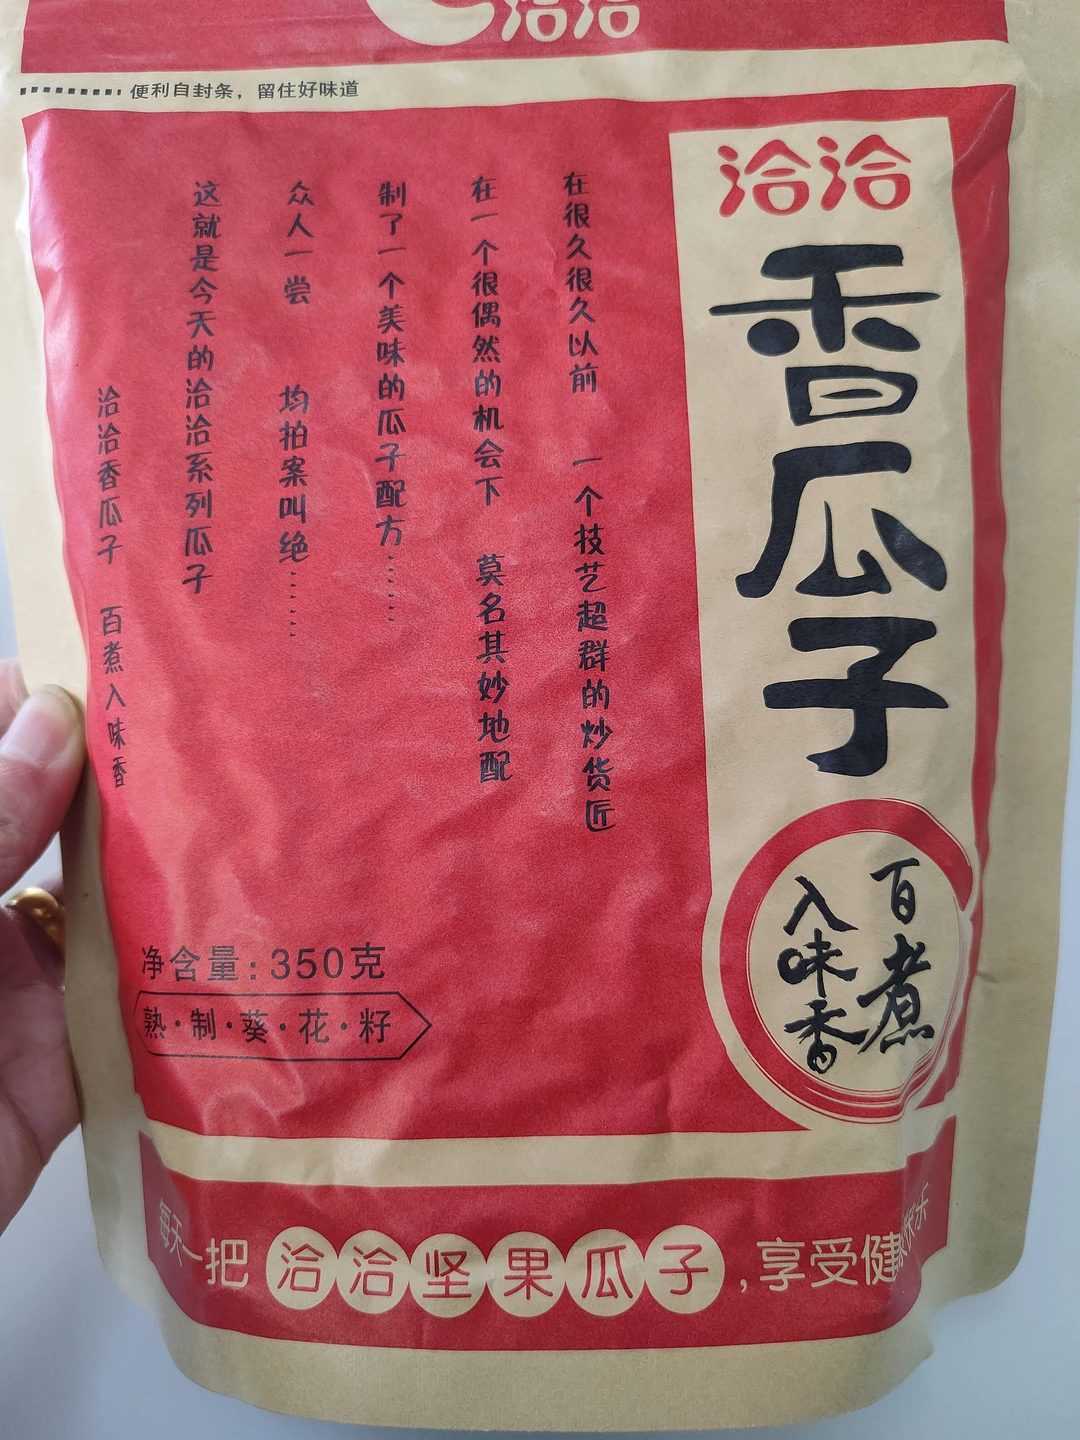 洽洽
便利自封条，留住好味道
洽洽
香瓜子
百煮
入味香
在很久很久以前 一个技艺超群的炒货匠
在一个很偶然的机会下 莫名其妙地配
制了一个美味的瓜子配方……
众人一尝 均拍案叫绝……
这就是今天的洽洽系列瓜子
洽洽香瓜子 百煮入味香
净含量:350克
熟·制·葵·花·籽
每天一把洽洽坚果瓜子,享受健康快乐